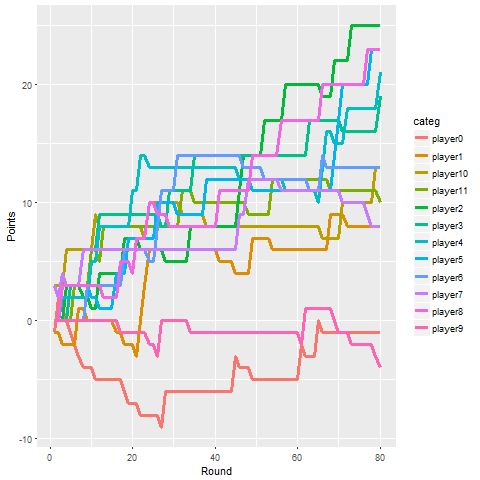 20
10
0
-10
Points
0
20
40
60
80
Round
categ
player0
player1
player10
player11
player2
player3
player4
player5
player6
player7
player8
player9